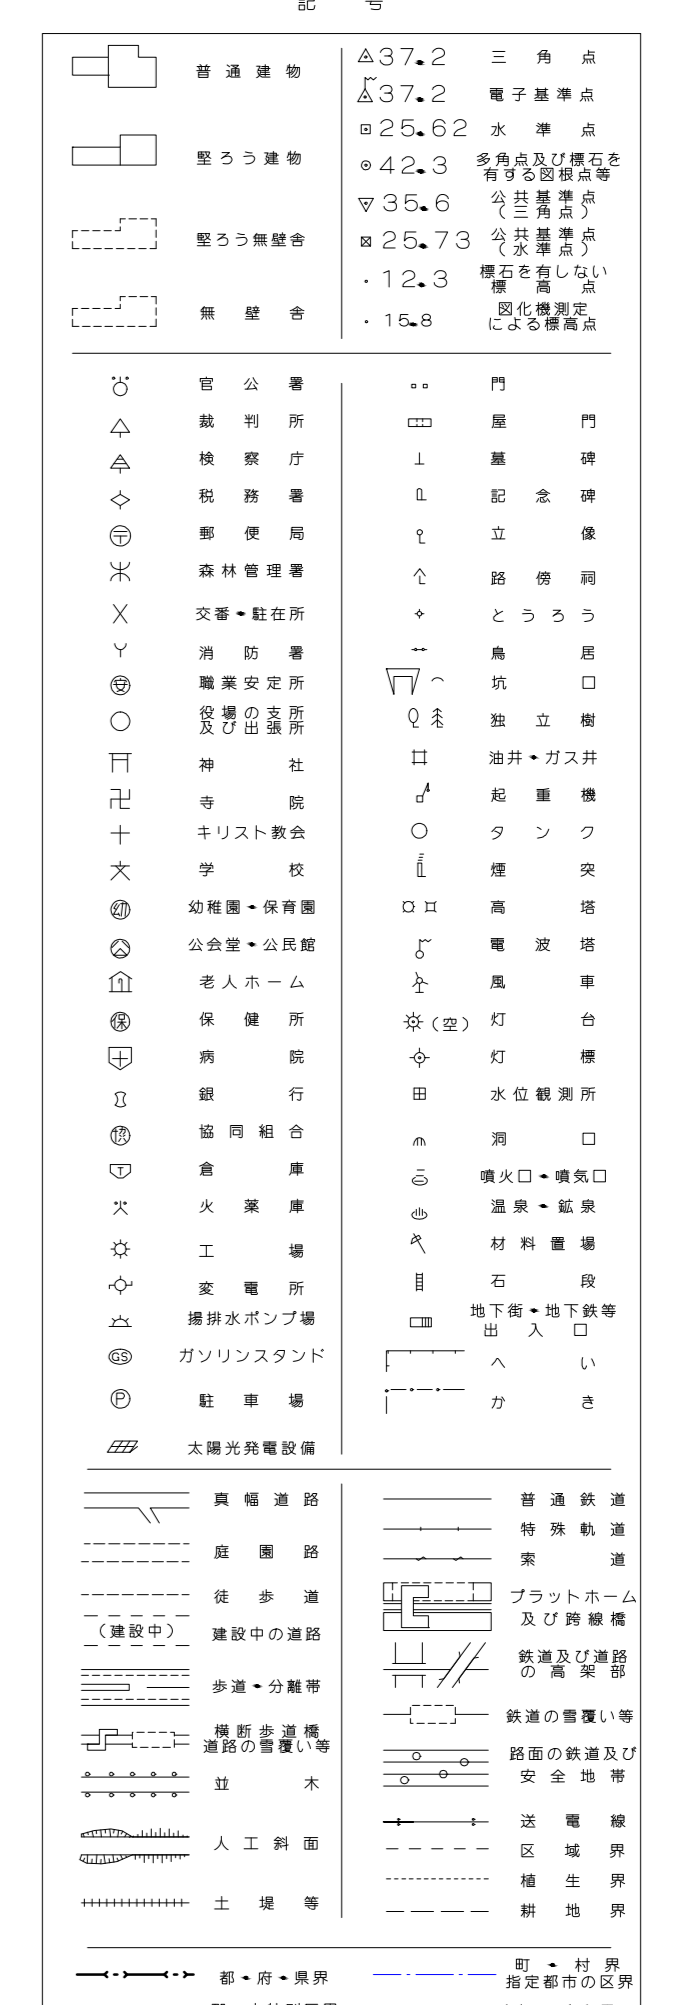 記 号
普通建物
堅ろう建物
堅ろう無壁舎
無壁舎
37.2 三角点
37.2 電子基準点
25.62 水準点
42.3 多角点及び標石を
有する図根点等
35.6 公共基準点
(三角点)
25.73 公共基準点
(水準点)
12.3 標石を有しない
標高点
15.8 図化機測定
による標高点
官公署
裁判所
検察庁
税務署
郵便局
森林管理署
交番・駐在所
消防署
安 職業安定所
役場の支所
及び出張所
神社
寺院
キリスト教会
文 学校
幼 幼稚園・保育園
公 公会堂・公民館
老人ホーム
保 保健所
病院
銀行
協 協同組合
T 倉庫
火 火薬庫
工場
変電所
揚排水ポンプ場
GS ガソリンスタンド
P 駐車場
太陽光発電設備
門
屋門
墓碑
記念碑
立像
路傍祠
とうろう
鳥居
坑口
独立樹
油井・ガス井
起重機
タンク
煙突
高塔
電波塔
風車
(空) 灯台
灯標
水位観測所
洞口
噴火口・噴気口
温泉・鉱泉
材料置場
石段
地下街・地下鉄等
出入口
へい
かき
真幅道路
庭園路
徒歩道
(建設中) 建設中の道路
歩道・分離帯
横断歩道橋
道路の雪覆い等
並木
人工斜面
土堤等
普通鉄道
特殊軌道
索道
プラットホーム
及び跨線橋
鉄道及び道路
の高架部
鉄道の雪覆い等
路面の鉄道及び
安全地帯
送電線
区域界
植生界
耕地界
都・府・県界
町・村界
指定都市の区界